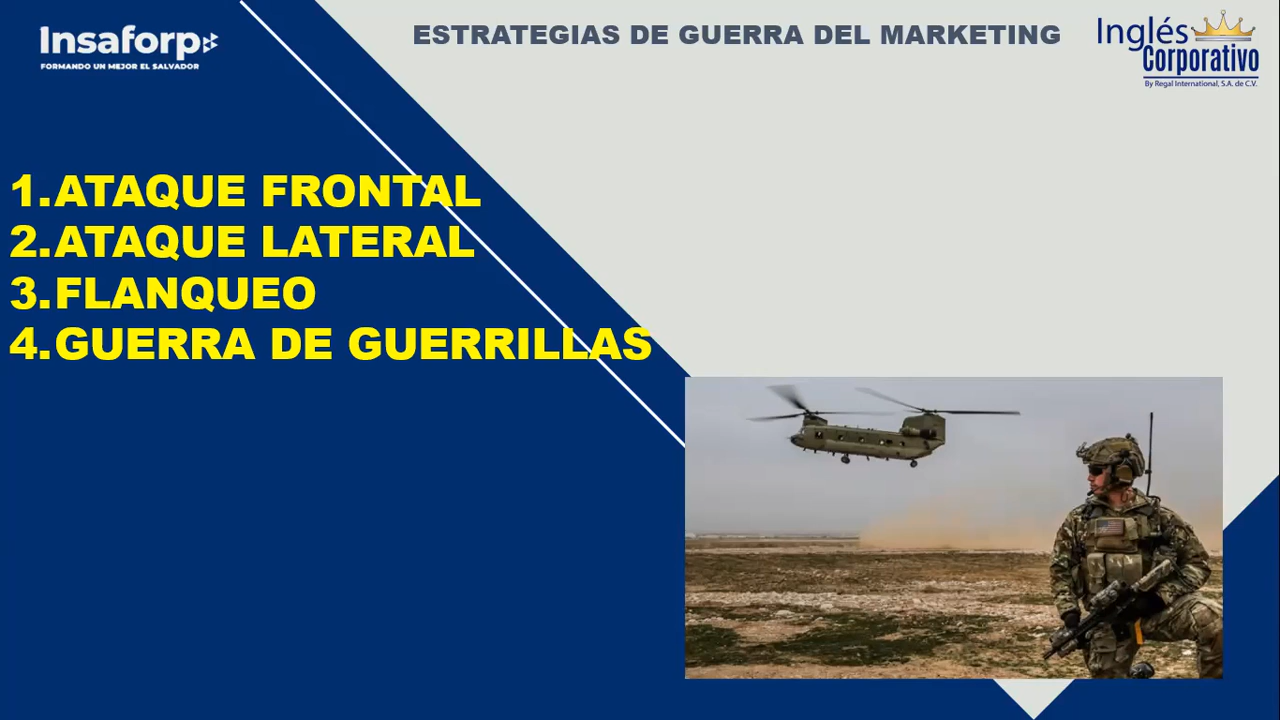 Insaforp
FORMANDO UN MEJOR EL SALVADOR
ESTRATEGIAS DE GUERRA DEL MARKETING
Inglés
Corporativo
By Regal International, S.A. de C.V.
1.ATAQUE FRONTAL
2.ATAQUE LATERAL
3.FLANQUEO
4.GUERRA DE GUERRILLAS